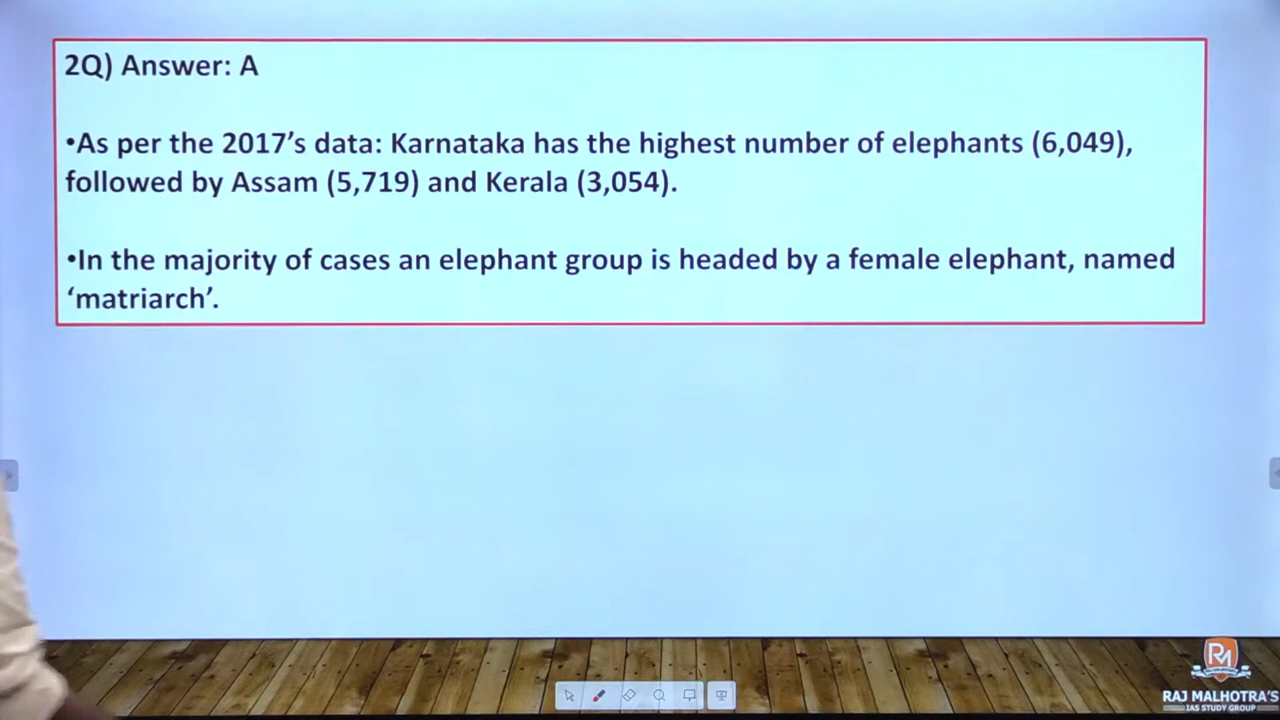 2Q) Answer: A
•As per the 2017’s data: Karnataka has the highest number of elephants (6,049),
followed by Assam (5,719) and Kerala (3,054).
•In the majority of cases an elephant group is headed by a female elephant, named
‘matriarch’.
RM
RAJ MALHOTRA'S
IAS STUDY GROUP